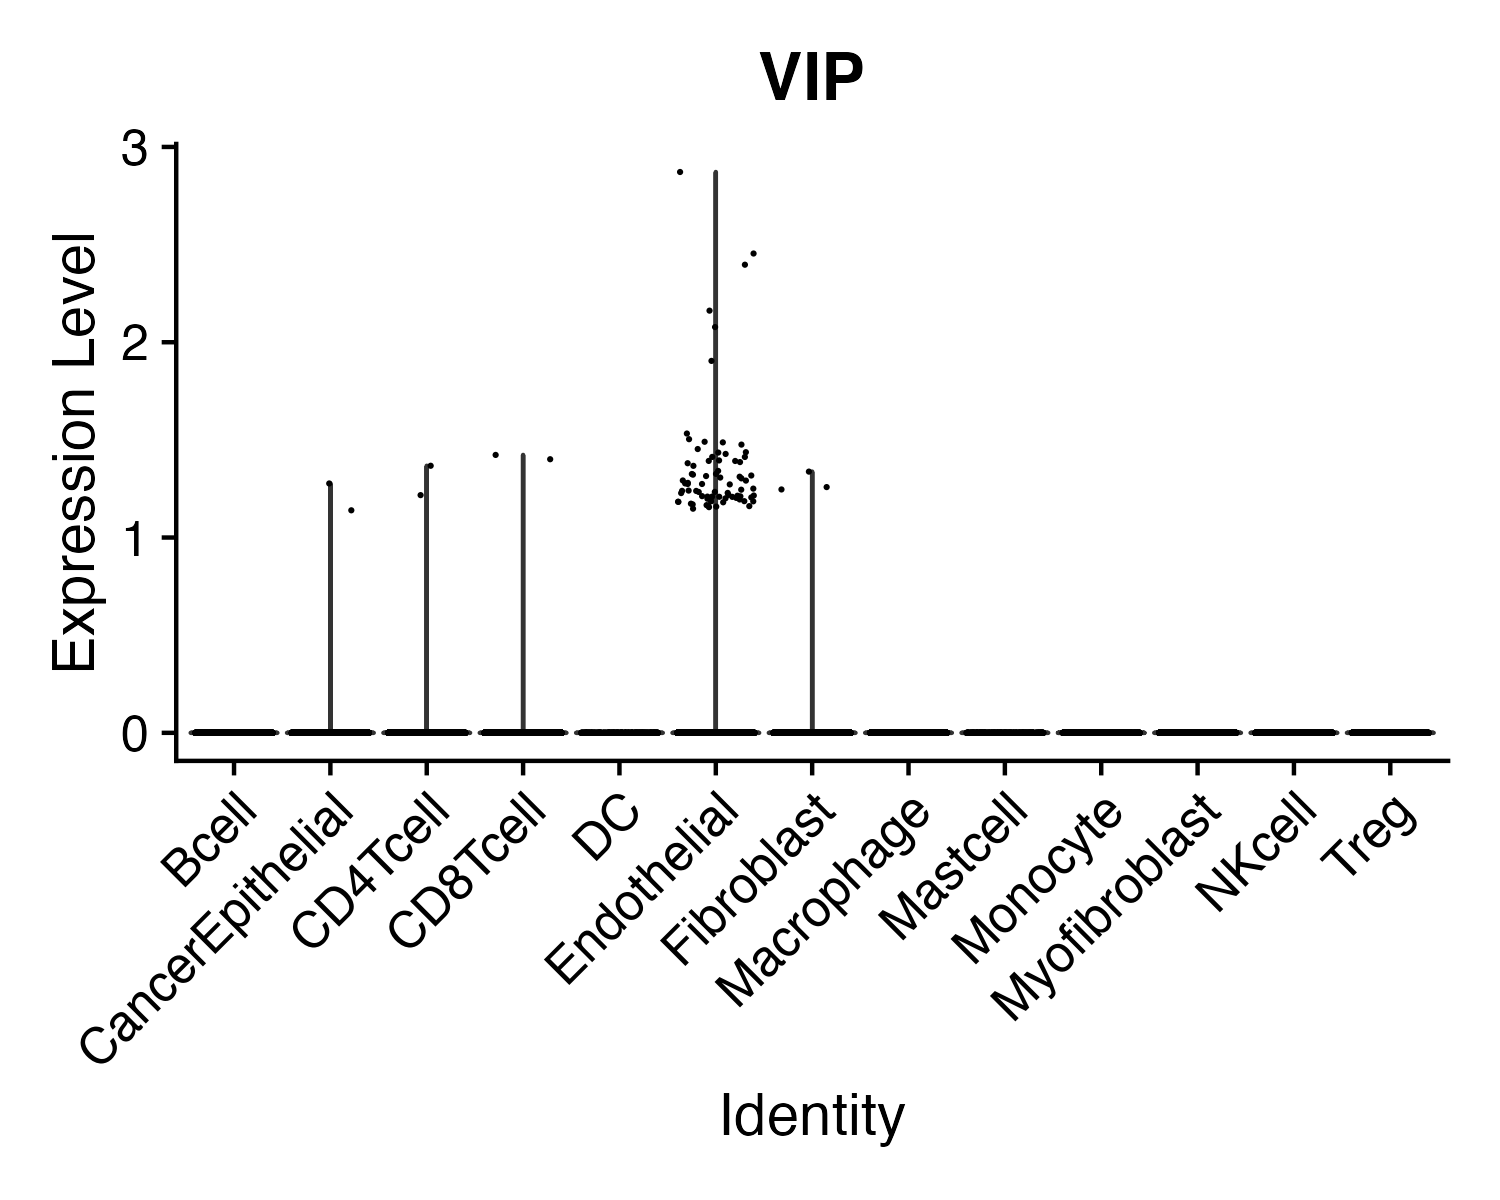 VIP
Expression Level
3
2
1
0
Bcell
CancerEpithelial
CD4Tcell
CD8Tcell
DC
Endothelial
Fibroblast
Macrophage
Mastcell
Monocyte
Myofibroblast
NKcell
Treg
Identity